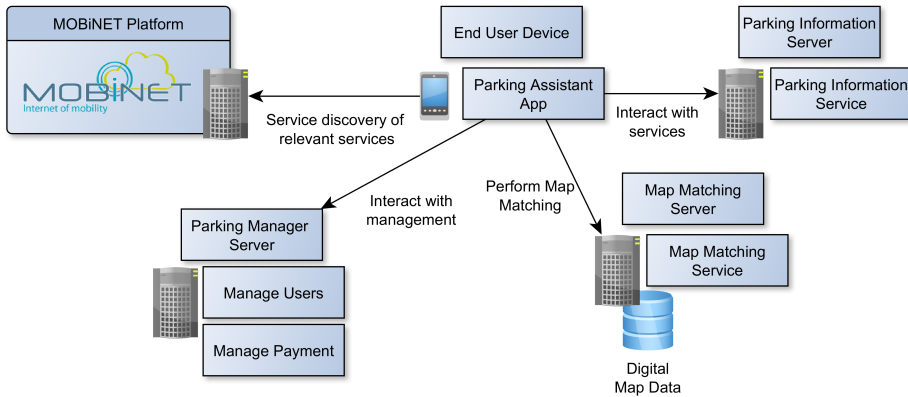 MOBiNET Platform
MOBiNET
Internet of mobility
End User Device
Parking Assistant
App
Parking Information
Server
Parking Information
Service
Service discovery of
relevant services
Interact with
services
Interact with
management
Perform Map
Matching
Parking Manager
Server
Manage Users
Manage Payment
Map Matching
Server
Map Matching
Service
Digital
Map Data